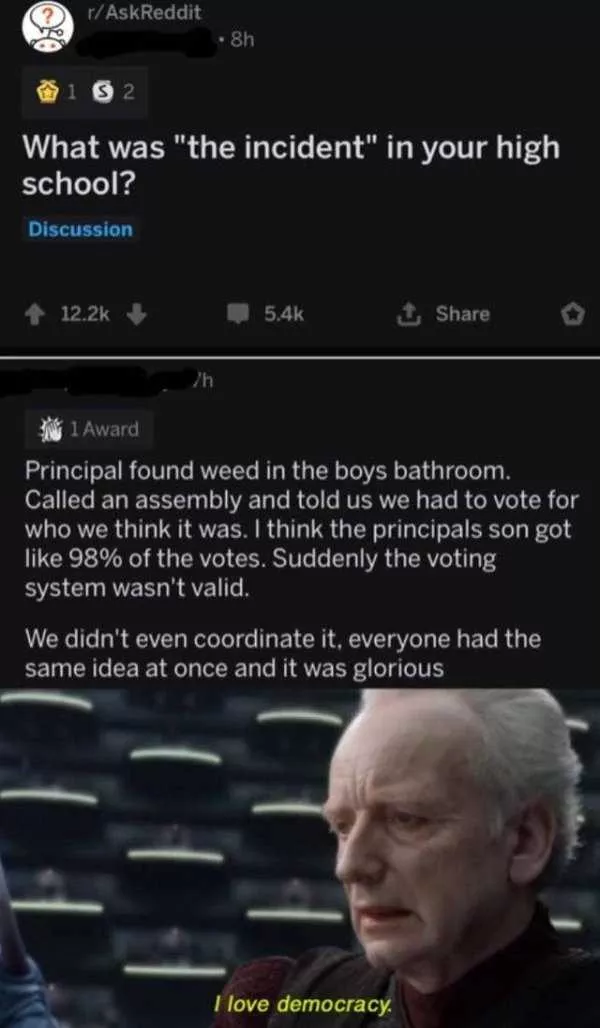 r/AskReddit
• 8h
1 S 2
What was "the incident" in your high
school?
Discussion
12.2k
5.4k
Share
7h
1 Award
Principal found weed in the boys bathroom.
Called an assembly and told us we had to vote for
who we think it was. I think the principals son got
like 98% of the votes. Suddenly the voting
system wasn't valid.
We didn't even coordinate it, everyone had the
same idea at once and it was glorious
I love democracy.